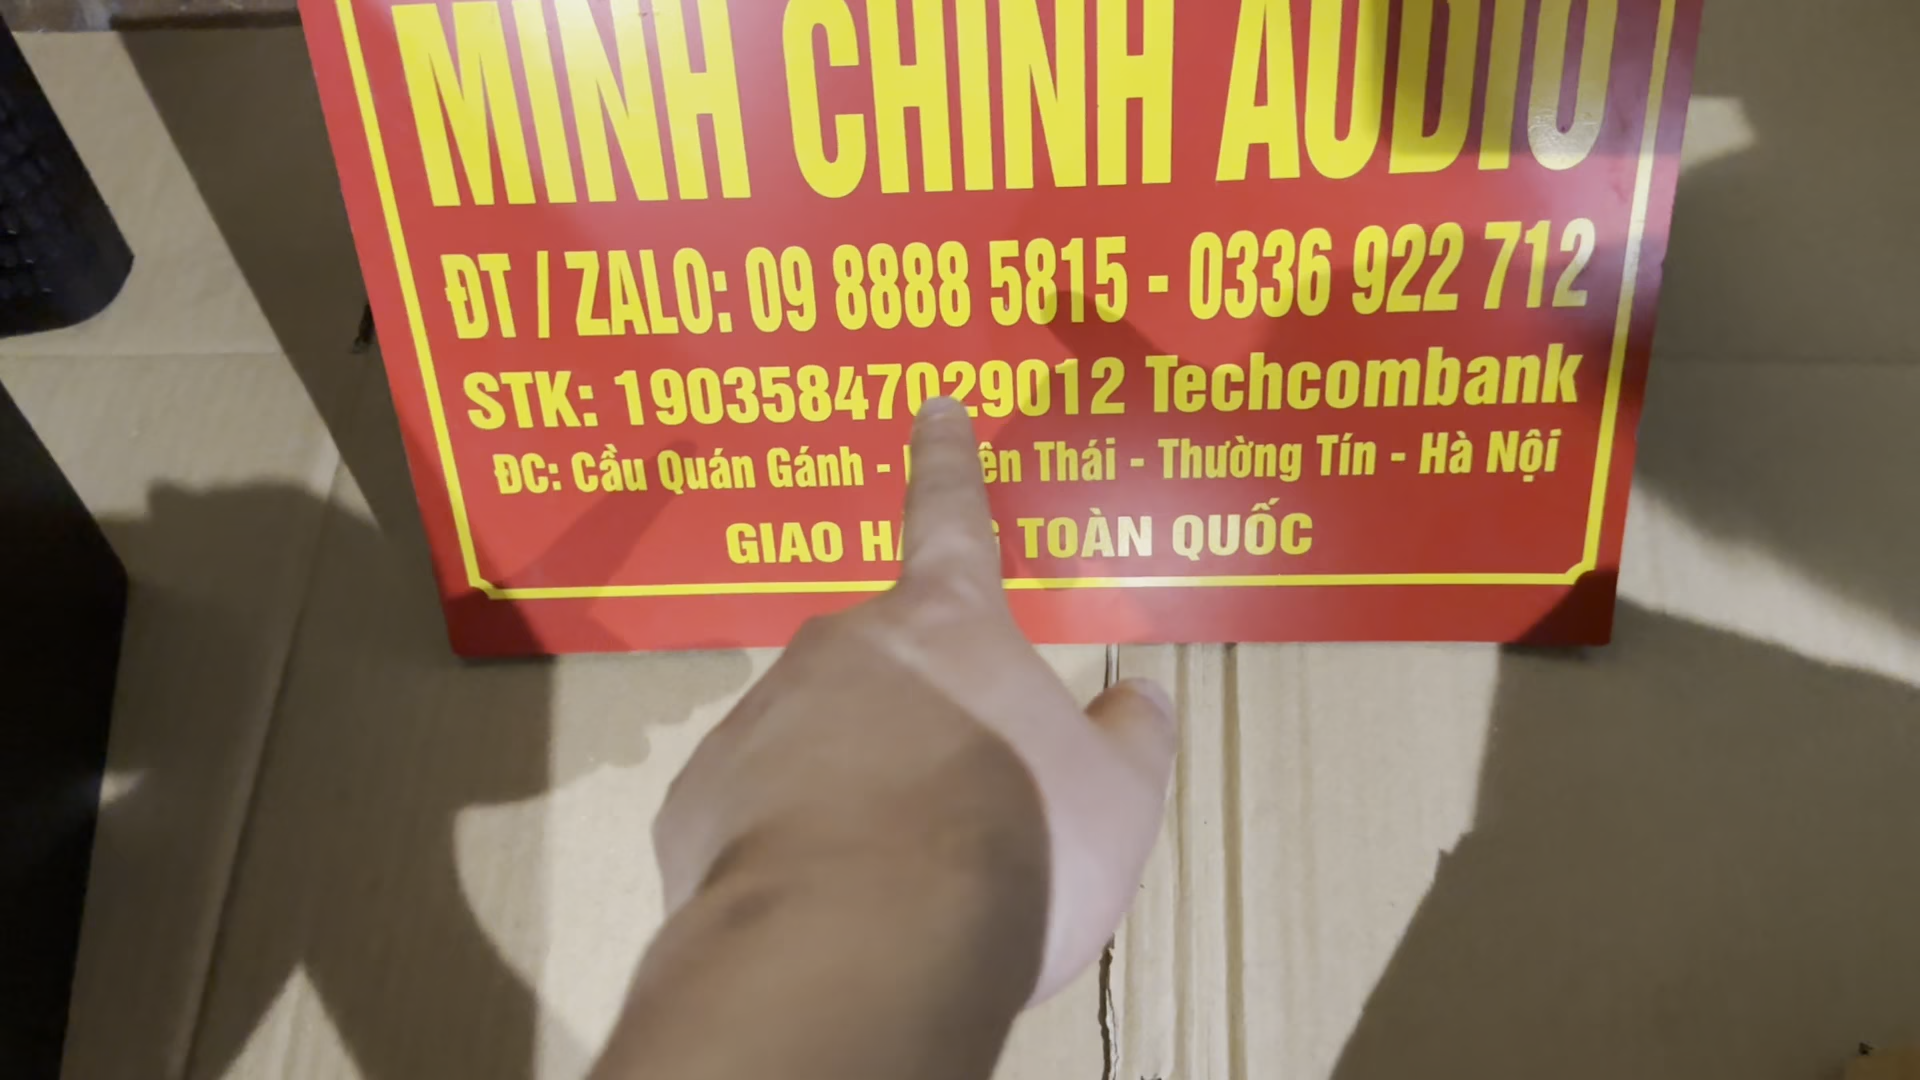 MINH CHINH AUDIO
ĐT / ZALO: 09 8888 5815 - 0336 922 712
STK: 19035847029012 Techcombank
ĐC: Cầu Quán Gánh - Thái - Thường Tín - Hà Nội
GIAO TOÀN QUỐC